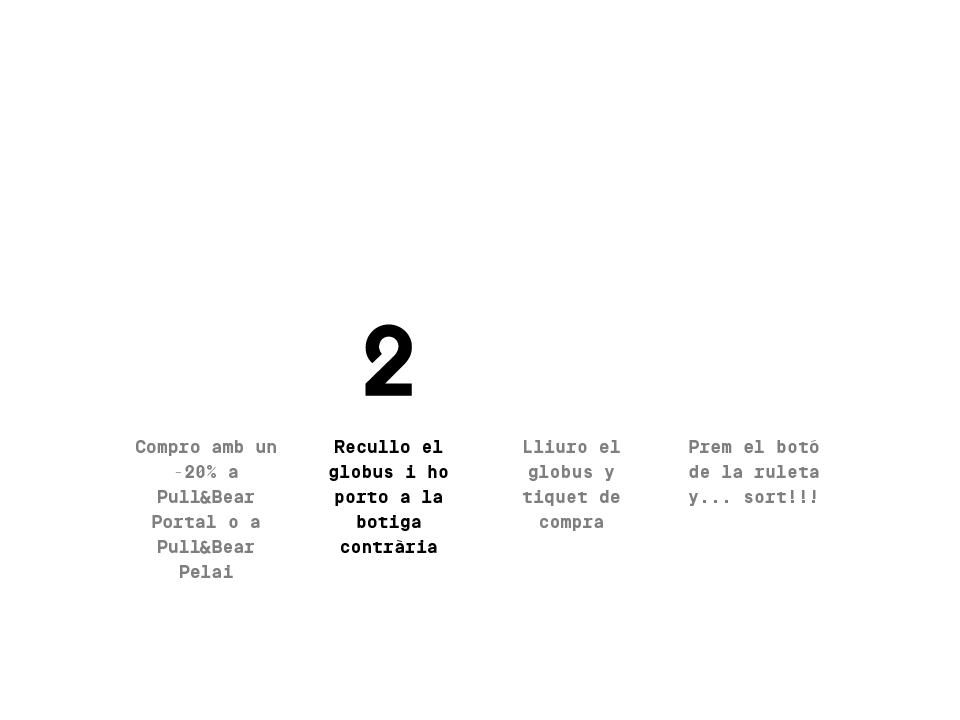 2
Compro amb un
-20% a
Pull&Bear
Portal o a
Pull&Bear
Pelai
Recullo el
globus i ho
porto a la
botiga
contrària
Lliuro el
globus y
tiquet de
compra
Prem el botó
de la ruleta
y... sort!!!